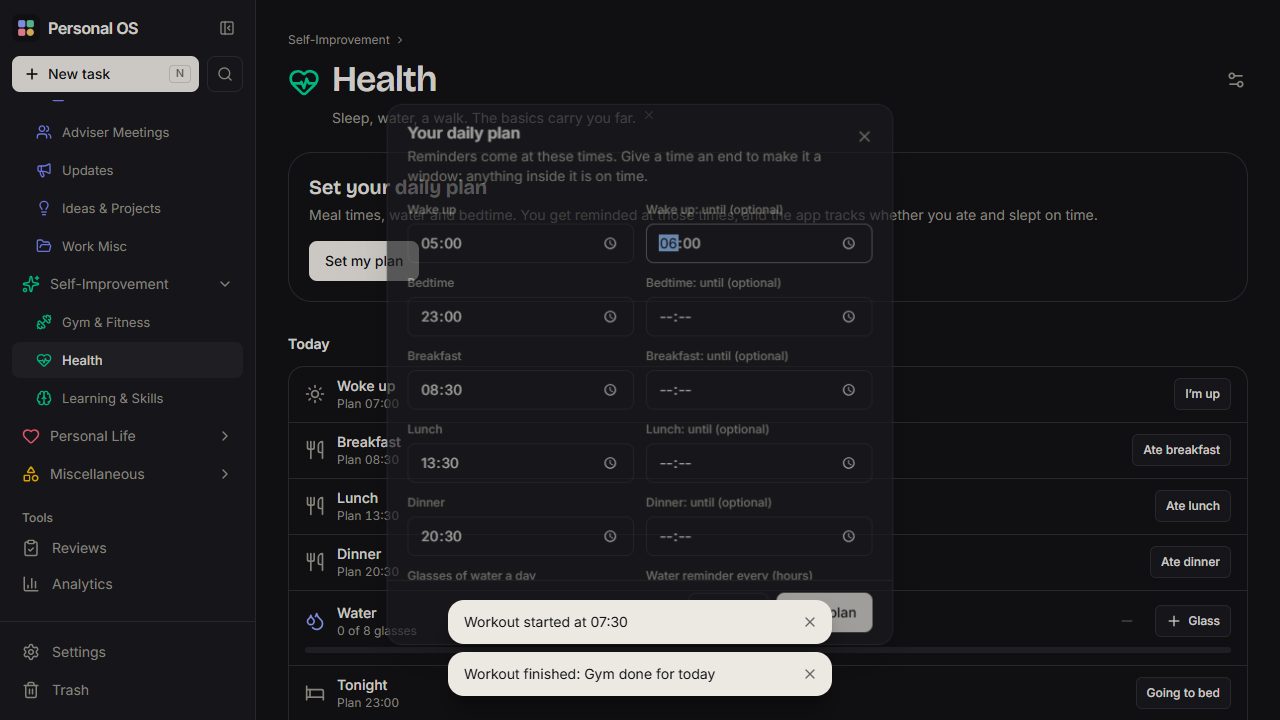 Personal OS
New task N
Adviser Meetings
Updates
Ideas & Projects
Work Misc
Self-Improvement
Gym & Fitness
Health
Learning & Skills
Personal Life
Miscellaneous
Tools
Reviews
Analytics
Settings
Trash
Self-Improvement
Health
Sleep, water, a walk. The basics carry you far.
Set your daily plan
Meal times, water and bedtime. You get reminded at those times, and the app tracks whether you ate and slept on time.
Set my plan
Your daily plan
Reminders come at these times. Give a time an end to make it a
window: anything inside it is on time.
Wake up
Wake up: until (optional)
05:00
06:00
Bedtime
Bedtime: until (optional)
23:00
--:--
Breakfast
Breakfast: until (optional)
08:30
--:--
Lunch
Lunch: until (optional)
13:30
--:--
Dinner
Dinner: until (optional)
20:30
--:--
Glasses of water a day
Water reminder every (hours)
plan
Today
Woke up
Plan 07:00
I'm up
Breakfast
Plan 08:30
Ate breakfast
Lunch
Plan 13:30
Ate lunch
Dinner
Plan 20:30
Ate dinner
Water
0 of 8 glasses
Glass
Tonight
Plan 23:00
Going to bed
Workout started at 07:30
Workout finished: Gym done for today